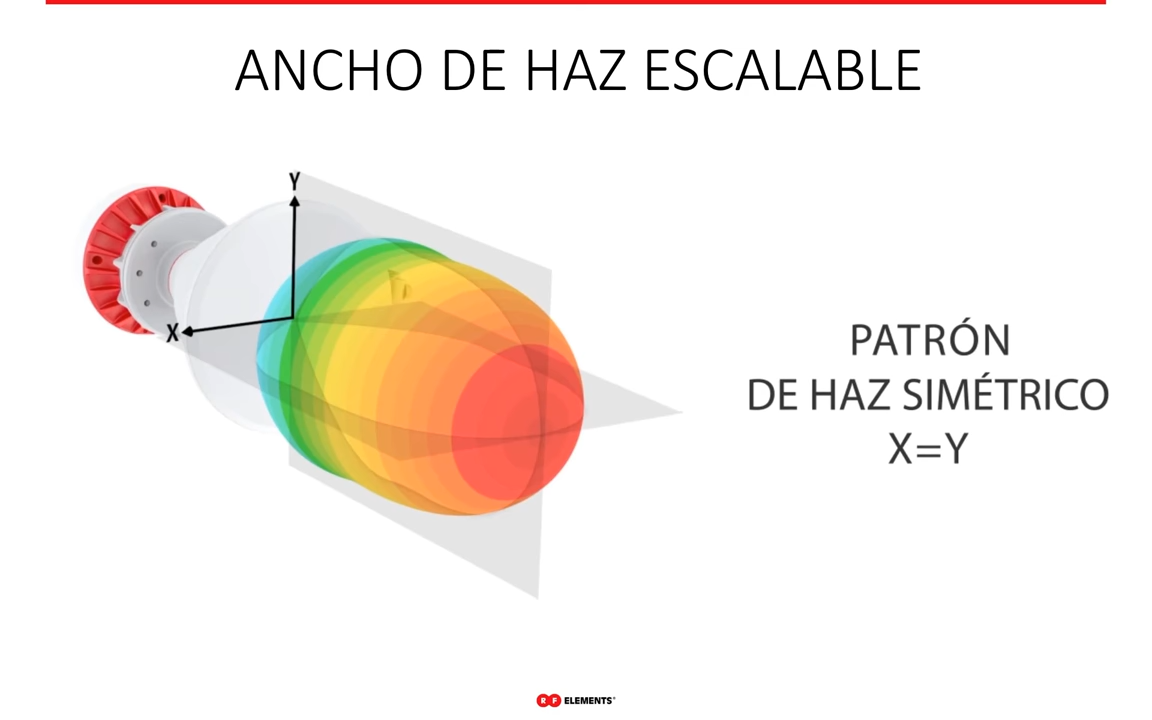 ANCHO DE HAZ ESCALABLE
Y
X
PATRÓN
DE HAZ SIMÉTRICO
X=Y
RF ELEMENTS®